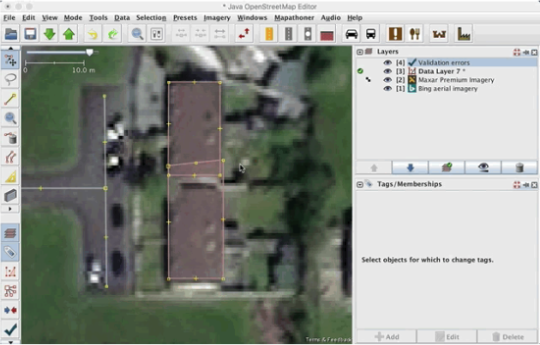 * Java OpenStreetMap Editor
File Edit View Mode Tools Data Selection Presets Imagery Windows Mapathoner Audio Help
0 10.0 m
Layers
[4] Validation errors
[3] Data Layer 7 *
[2] Maxar Premium Imagery
[1] Bing aerial imagery
Tags/Memberships
Select objects for which to change tags.
Add Edit Delete
Terms & Feedback